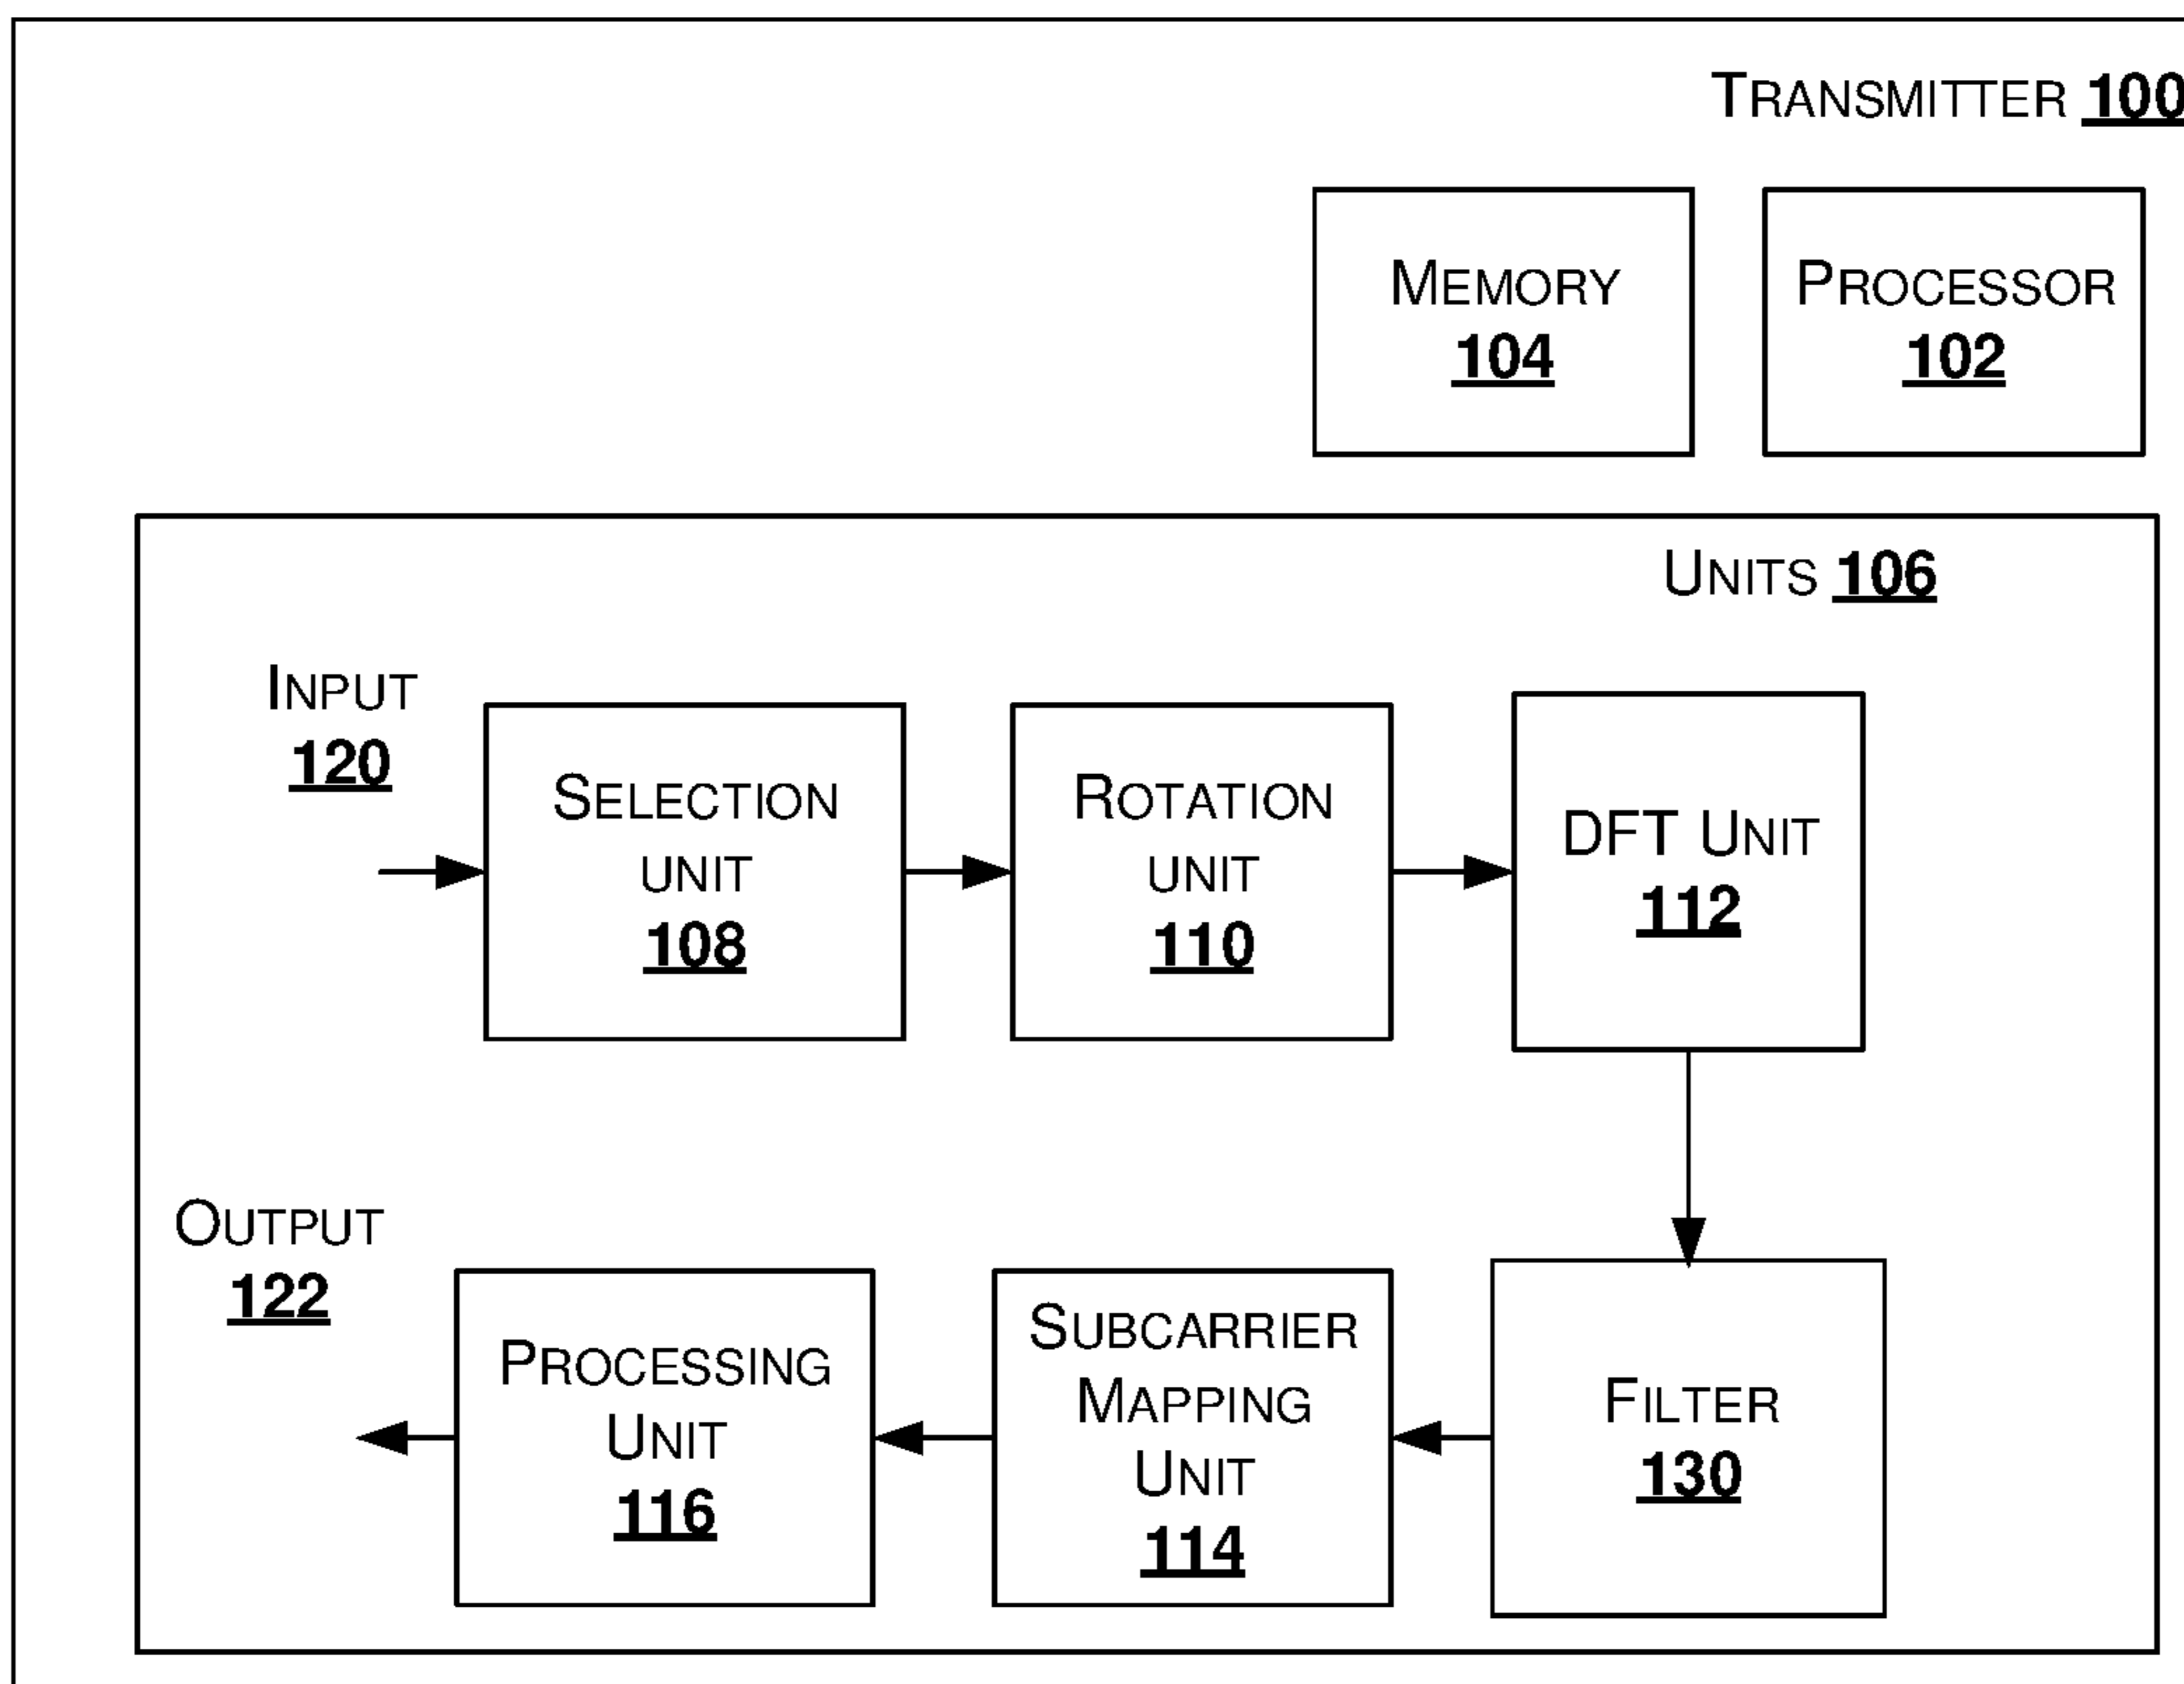 TRANSMITTER 100
MEMORY
104
PROCESSOR
102
UNITS 106
INPUT
120
SELECTION
UNIT
108
ROTATION
UNIT
110
DFT UNIT
112
OUTPUT
122
PROCESSING
UNIT
116
SUBCARRIER
MAPPING
UNIT
114
FILTER
130